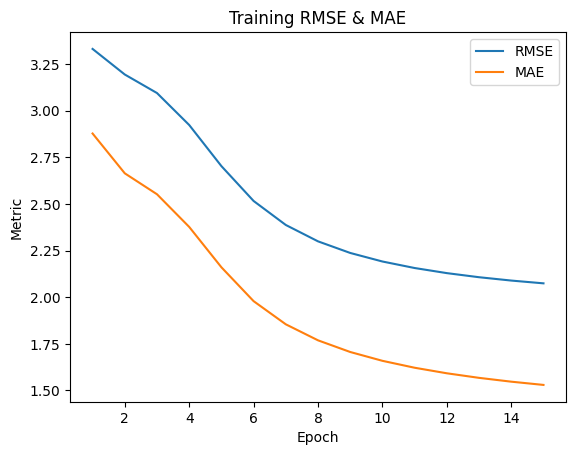 Training RMSE & MAE
RMSE
MAE
Metric
3.25
3.00
2.75
2.50
2.25
2.00
1.75
1.50
2 4 6 8 10 12 14
Epoch